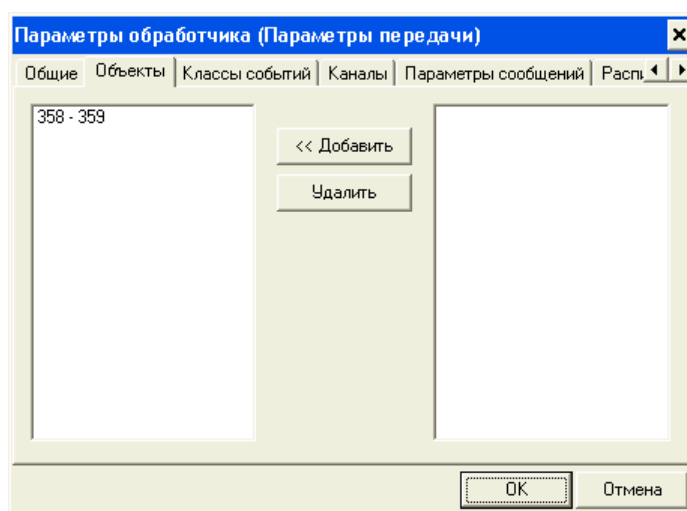 Параметры обработчика (Параметры передачи)
Общие Объекты Классы событий Каналы Параметры сообщений
358 - 359
<< Добавить
Удалить
OK Отмена